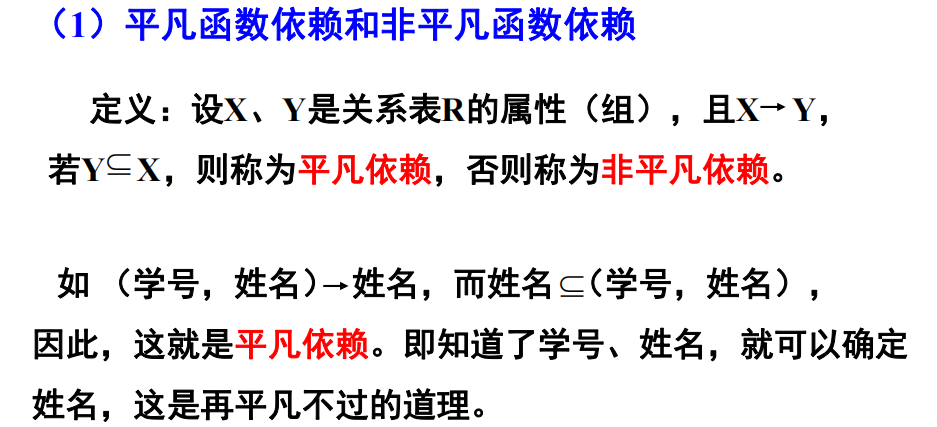 （1）平凡函数依赖和非平凡函数依赖
定义：设X、Y是关系表R的属性（组），且X→Y，
若Y⊆X，则称为平凡依赖，否则称为非平凡依赖。
如 （学号，姓名）→姓名，而姓名⊆（学号，姓名），
因此，这就是平凡依赖。即知道了学号、姓名，就可以确定
姓名，这是再平凡不过的道理。